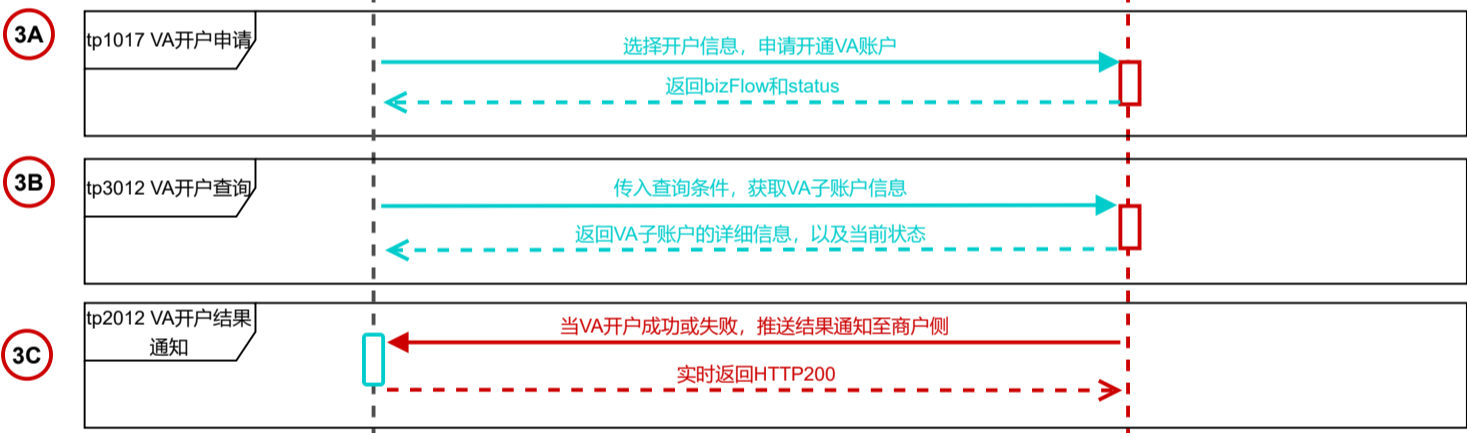 3A
tp1017 VA开户申请
选择开户信息，申请开通VA账户
返回bizFlow和status
3B
tp3012 VA开户查询
传入查询条件，获取VA子账户信息
返回VA子账户的详细信息，以及当前状态
3C
tp2012 VA开户结果
通知
当VA开户成功或失败，推送结果通知至商户侧
实时返回HTTP200